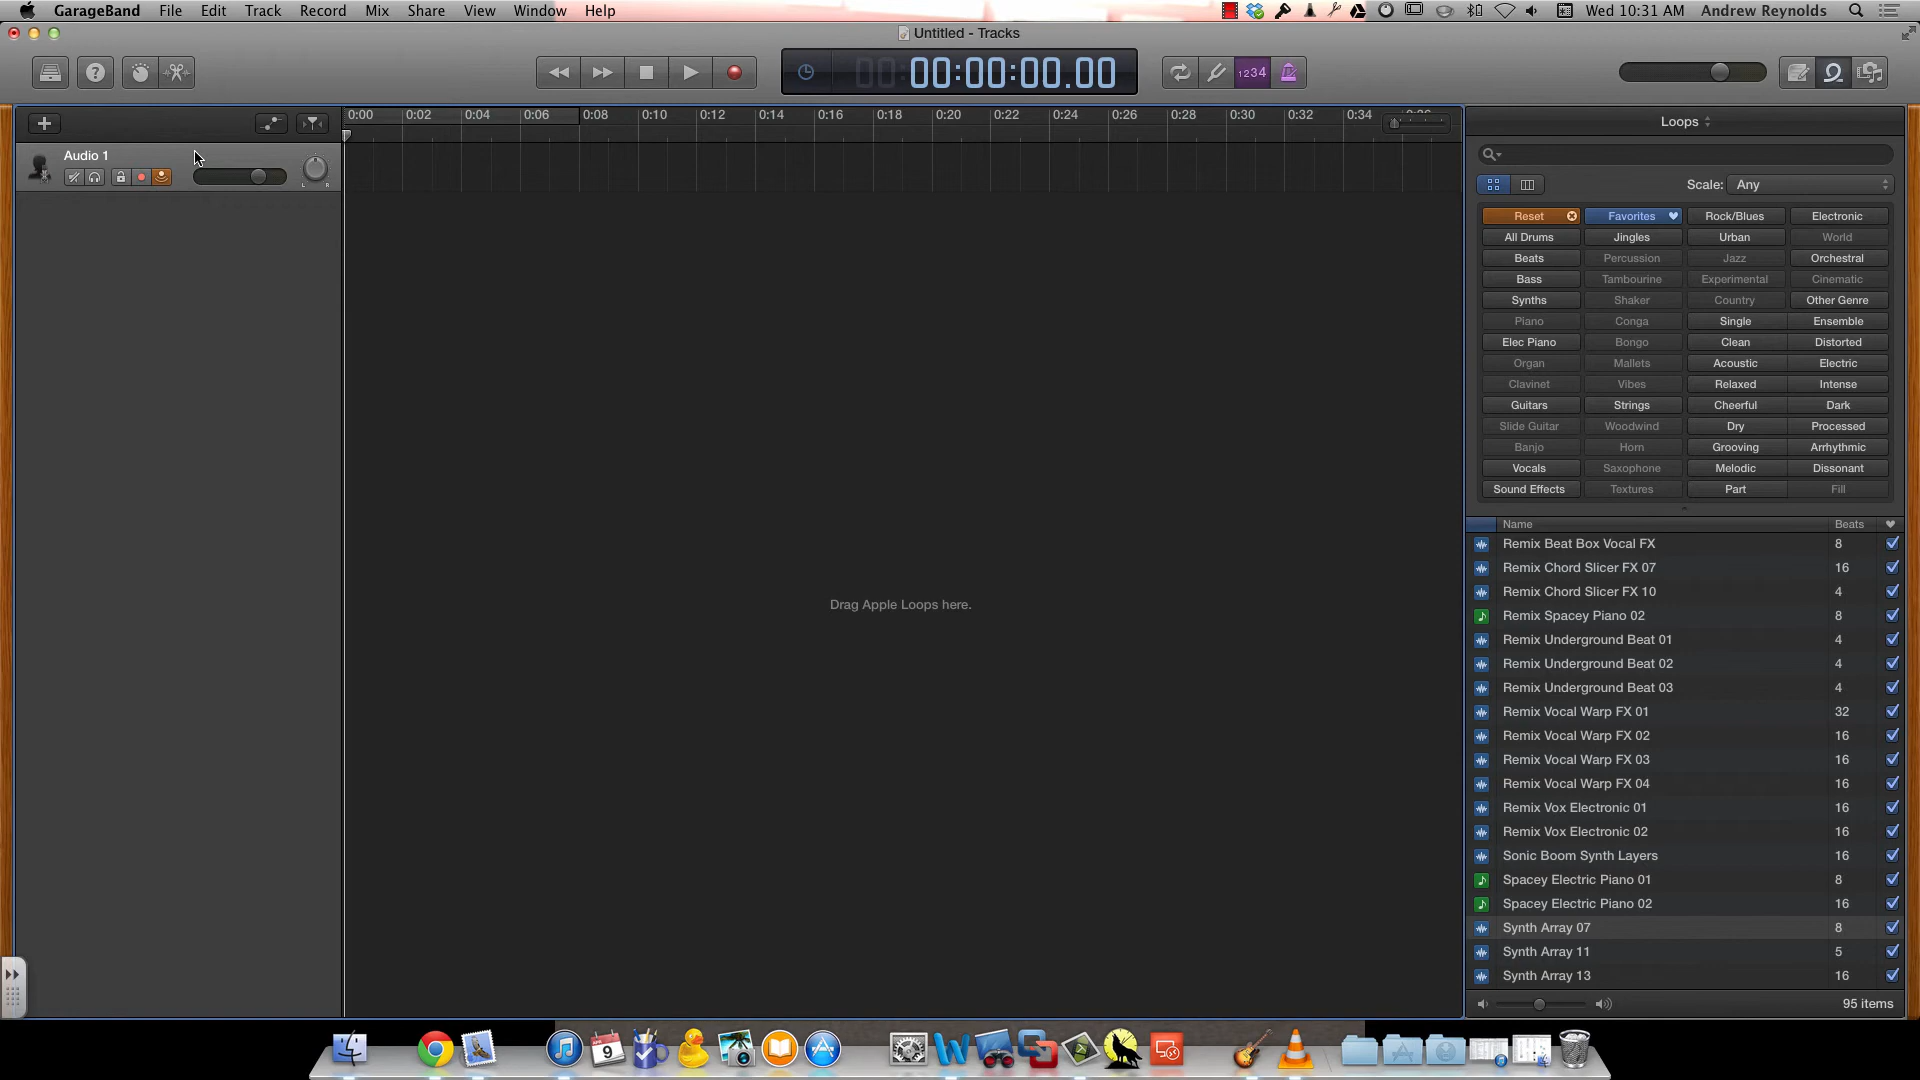 GarageBand File Edit Track Record Mix Share View Window Help Wed 10:31 AM Andrew Reynolds
Untitled - Tracks
00:00:00.00
1234
0:00 0:02 0:04 0:06 0:08 0:10 0:12 0:14 0:16 0:18 0:20 0:22 0:24 0:26 0:28 0:30 0:32 0:34
Loops
Audio 1
L R
Scale: Any
Reset Favorites Rock/Blues Electronic
All Drums Jingles Urban World
Beats Percussion Jazz Orchestral
Bass Tambourine Experimental Cinematic
Synths Shaker Country Other Genre
Piano Conga Single Ensemble
Elec Piano Bongo Clean Distorted
Organ Mallets Acoustic Electric
Clavinet Vibes Relaxed Intense
Guitars Strings Cheerful Dark
Slide Guitar Woodwind Dry Processed
Banjo Horn Grooving Arrhythmic
Vocals Saxophone Melodic Dissonant
Sound Effects Textures Part Fill
Name Beats
Remix Beat Box Vocal FX 8
Remix Chord Slicer FX 07 16
Remix Chord Slicer FX 10 4
Remix Spacey Piano 02 8
Remix Underground Beat 01 4
Remix Underground Beat 02 4
Remix Underground Beat 03 4
Remix Vocal Warp FX 01 32
Remix Vocal Warp FX 02 16
Remix Vocal Warp FX 03 16
Remix Vocal Warp FX 04 16
Remix Vox Electronic 01 16
Remix Vox Electronic 02 16
Sonic Boom Synth Layers 16
Spacey Electric Piano 01 8
Spacey Electric Piano 02 16
Synth Array 07 8
Synth Array 11 5
Synth Array 13 16
Drag Apple Loops here.
95 items
9